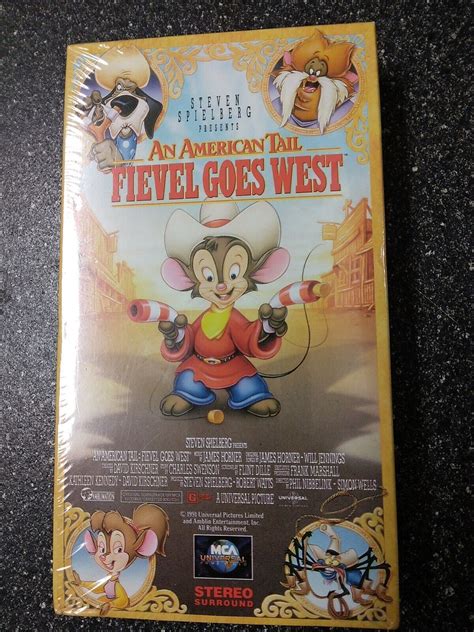 STEVEN
SPIELBERG
PRESENTS
AN AMERICAN TAIL
FIEVEL GOES WEST
STEVEN SPIELBERG PRESENTS
"AN AMERICAN TAIL: FIEVEL GOES WEST" MUSIC BY JAMES HORNER JAMES HORNER - WILL JENNINGS
DAVID KIRSCHNER CHARLES SWENSON FLINT DILLE FRANK MARSHALL
KATHLEEN KENNEDY - DAVID KIRSCHNER STEVEN SPIELBERG - ROBERT WATTS PHIL NIBBELINK - SIMON WELLS
G A UNIVERSAL PICTURE UNIVERSAL
© 1991 Universal Pictures Limited
and Amblin Entertainment, Inc.
All Rights Reserved.
MCA
UNIVERSAL
STEREO
SURROUND